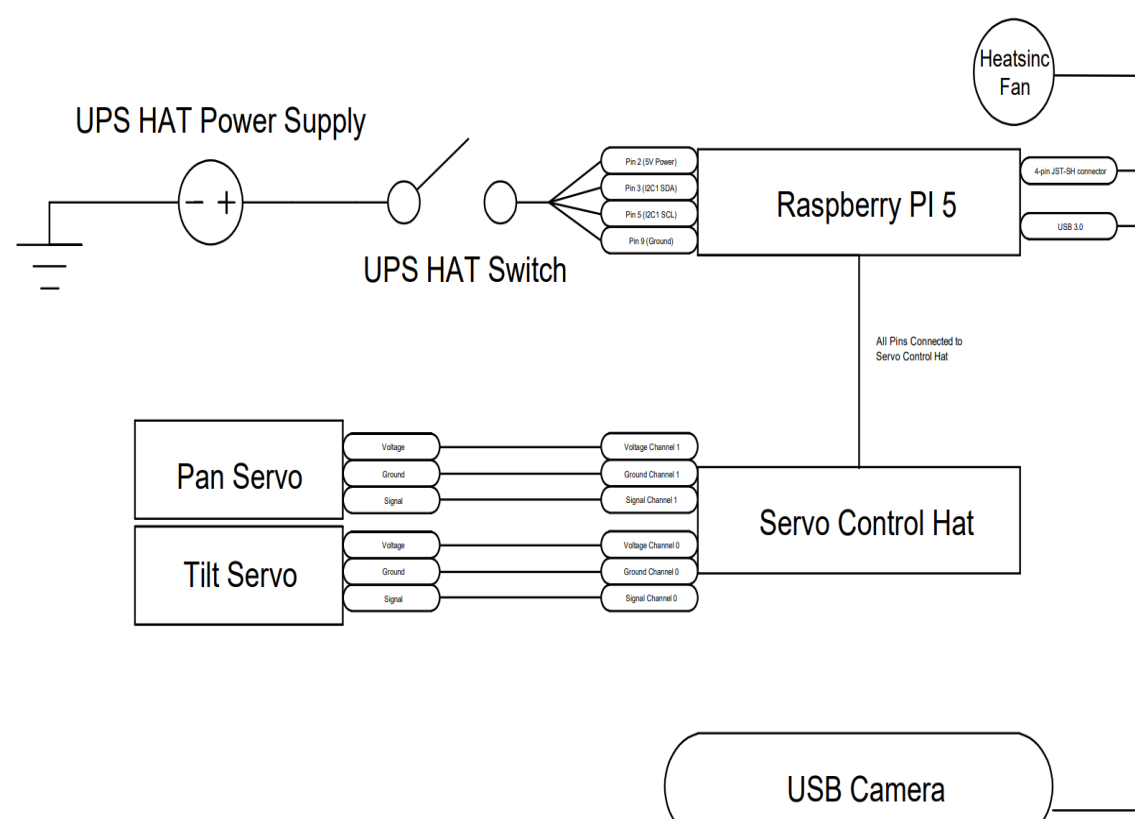 Heatsinc
Fan
UPS HAT Power Supply
- +
Pin 2 (5V Power)
Pin 3 (I2C1 SDA)
Pin 5 (I2C1 SCL)
Pin 9 (Ground)
Raspberry PI 5
4-pin JST-SH connector
USB 3.0
UPS HAT Switch
All Pins Connected to
Servo Control Hat
Pan Servo
Voltage
Ground
Signal
Voltage Channel 1
Ground Channel 1
Signal Channel 1
Tilt Servo
Voltage
Ground
Signal
Voltage Channel 0
Ground Channel 0
Signal Channel 0
Servo Control Hat
USB Camera